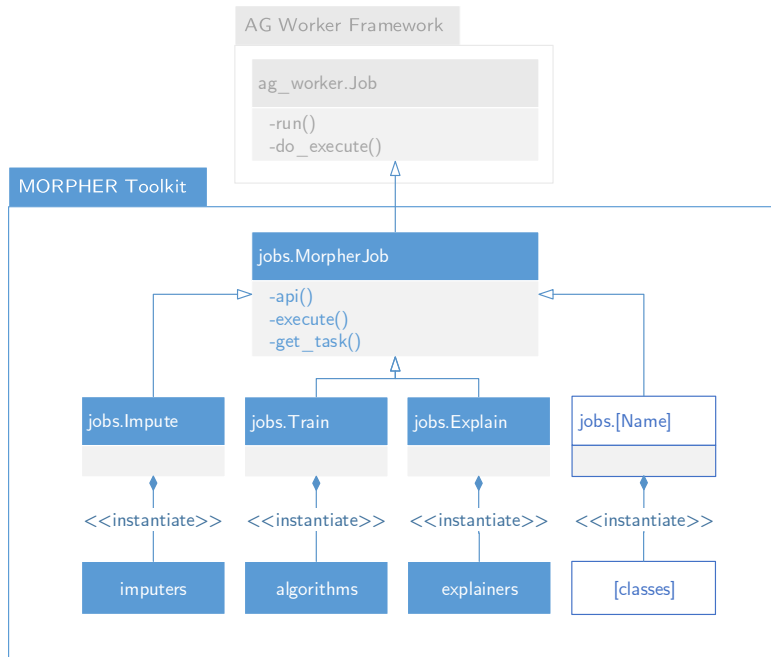 AG Worker Framework
ag_worker.Job
-run()
-do_execute()
MORPHER Toolkit
jobs.MorpherJob
-api()
-execute()
-get_task()
jobs.Impute
jobs.Train
jobs.Explain
jobs.[Name]
<<instantiate>>
<<instantiate>>
<<instantiate>>
<<instantiate>>
imputers
algorithms
explainers
[classes]